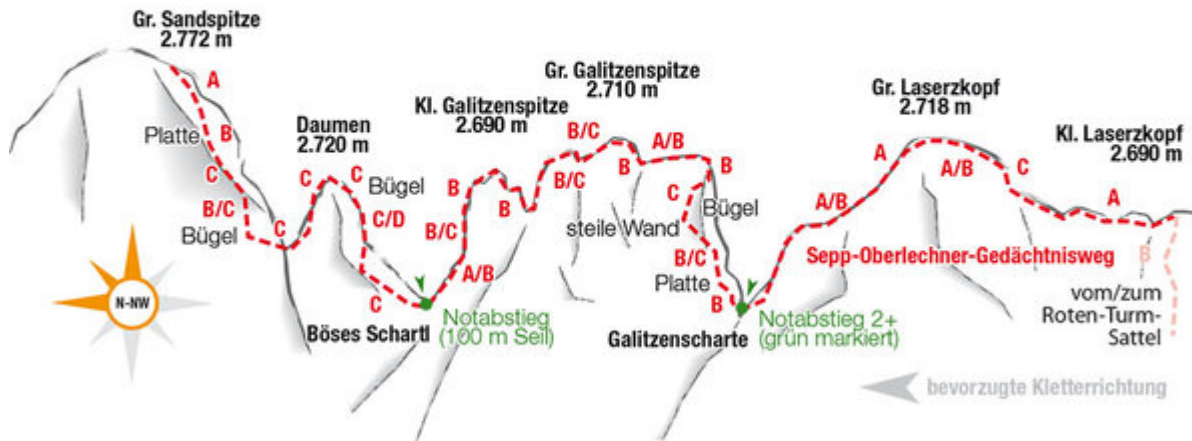 Gr. Sandspitze
2.772 m
A
B
Platte
C
B/C
Bügel
C
Daumen
2.720 m
C
C
Bügel
C/D
C
Böses Schartl
Notabstieg
(100 m Seil)
Kl. Galitzenspitze
2.690 m
B
B
B/C
A/B
Gr. Galitzenspitze
2.710 m
B/C
B/C
B
A/B
B
C
Bügel
steile Wand
B/C
Platte
B
Galitzenscharte
Notabstieg 2+
(grün markiert)
Gr. Laserzkopf
2.718 m
A
A/B
A/B
C
Kl. Laserzkopf
2.690 m
A
Sepp-Oberlechner-Gedächtnisweg
B
vom/zum
Roten-Turm-
Sattel
N-NW
bevorzugte Kletterrichtung